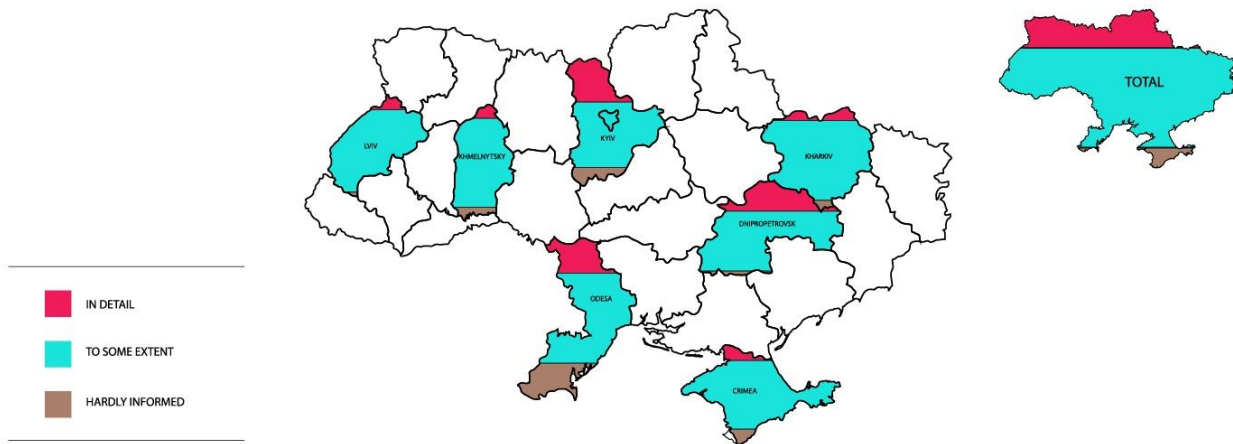 TOTAL
LVIV
KHMELNYTSKY
KYIV
KHARKIV
DNIPROPETROVSK
ODESA
CRIMEA
IN DETAIL
TO SOME EXTENT
HARDLY INFORMED